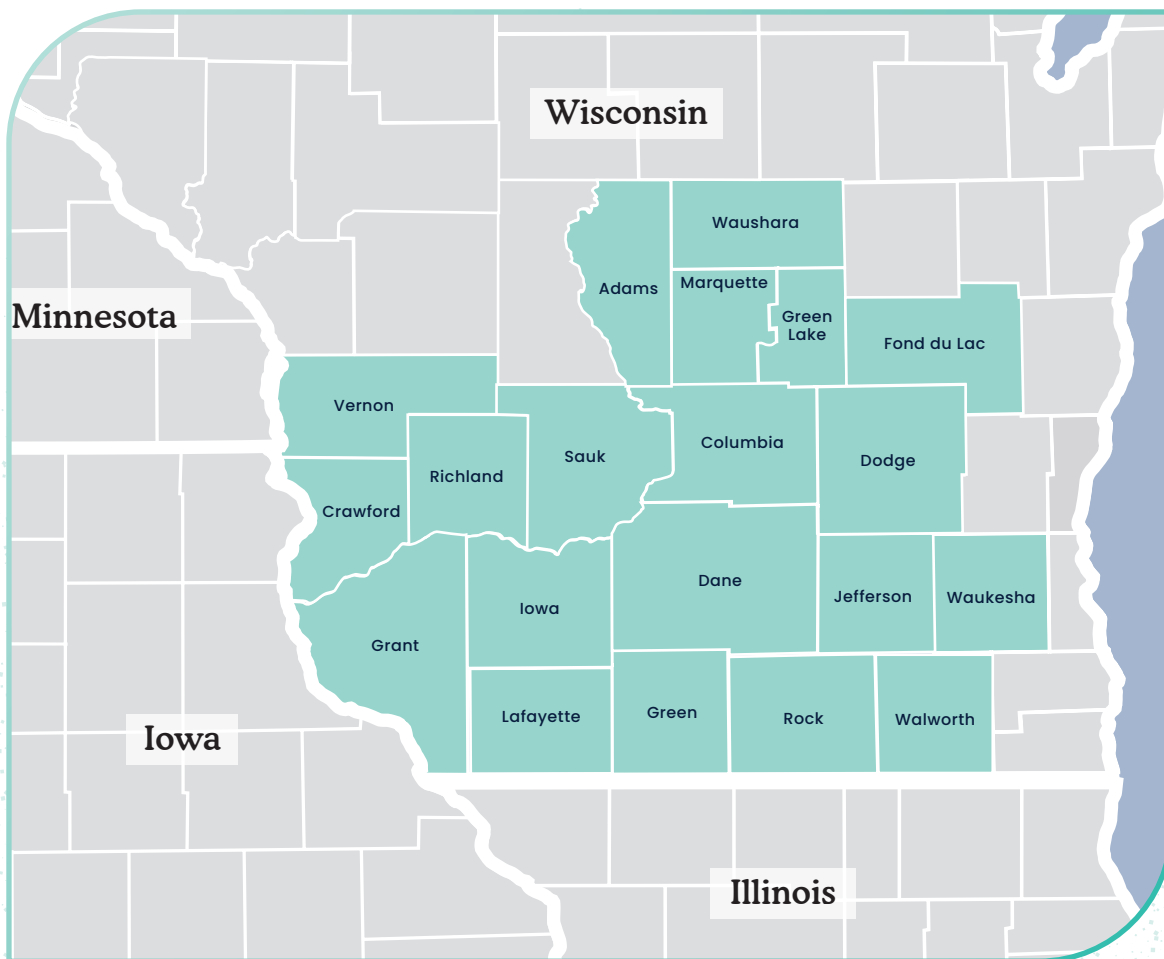 Wisconsin
Waushara
Adams
Marquette
Green
Lake
Minnesota
Fond du Lac
Vernon
Columbia
Sauk
Dodge
Richland
Crawford
Dane
Jefferson
Waukesha
Iowa
Grant
Lafayette
Green
Rock
Walworth
Iowa
Illinois